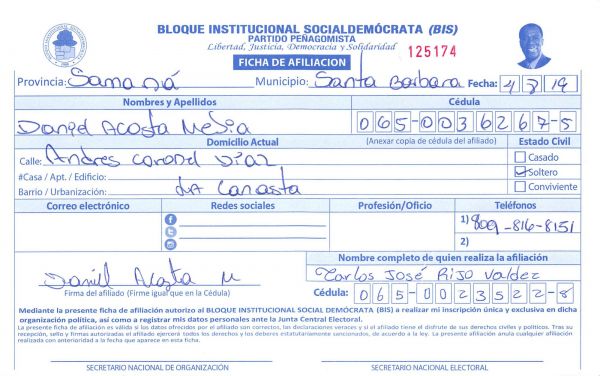 BLOQUE INSTITUCIONAL SOCIALDEMÓCRATA (BIS)
PARTIDO PEÑAGOMISTA
Libertad, Justicia, Democracia y Solidaridad
125174
FICHA DE AFILIACION
Provincia: Samaná Municipio: Santa Barbara Fecha: 4 3 19
Nombres y Apellidos Cédula
Daniel Acosta Mejia 065-0036267-5
Domicilio Actual (Anexar copia de cédula del afiliado) Estado Civil
Calle: Andres Coronel Diaz Casado
#Casa / Apt. / Edificio: Soltero
Barrio / Urbanización: LA Canasta Conviviente
Correo electrónico Redes sociales Profesión/Oficio Teléfonos
1) 809-816-8151
2)
Nombre completo de quien realiza la afiliación
Daniel Acosta M Carlos José Rijo Valdez
Firma del afiliado (Firme igual que en la Cédula) Cédula: 065-0023522-8
Mediante la presente ficha de afiliación autorizo al BLOQUE INSTITUCIONAL SOCIAL DEMÓCRATA (BIS) a realizar mi inscripción única y exclusiva en dicha
organización política, así como a registrar mis datos personales ante la Junta Central Electoral.
La presente ficha de afiliación es válida si los datos ofrecidos por el afiliado son correctos, las declaraciones veraces y si el afiliado tiene el disfrute de sus derechos civiles y políticos. Tras su
recepción, sello y firmas autorizadas el afiliado ejercerá todos los derechos y los deberes estatutariamente sancionados, de acuerdo a la ley. La presente afiliación anula cualquier afiliación
realizada con anterioridad a la fecha que aparece en esta ficha.
SECRETARIO NACIONAL DE ORGANIZACIÓN SECRETARIO NACIONAL ELECTORAL